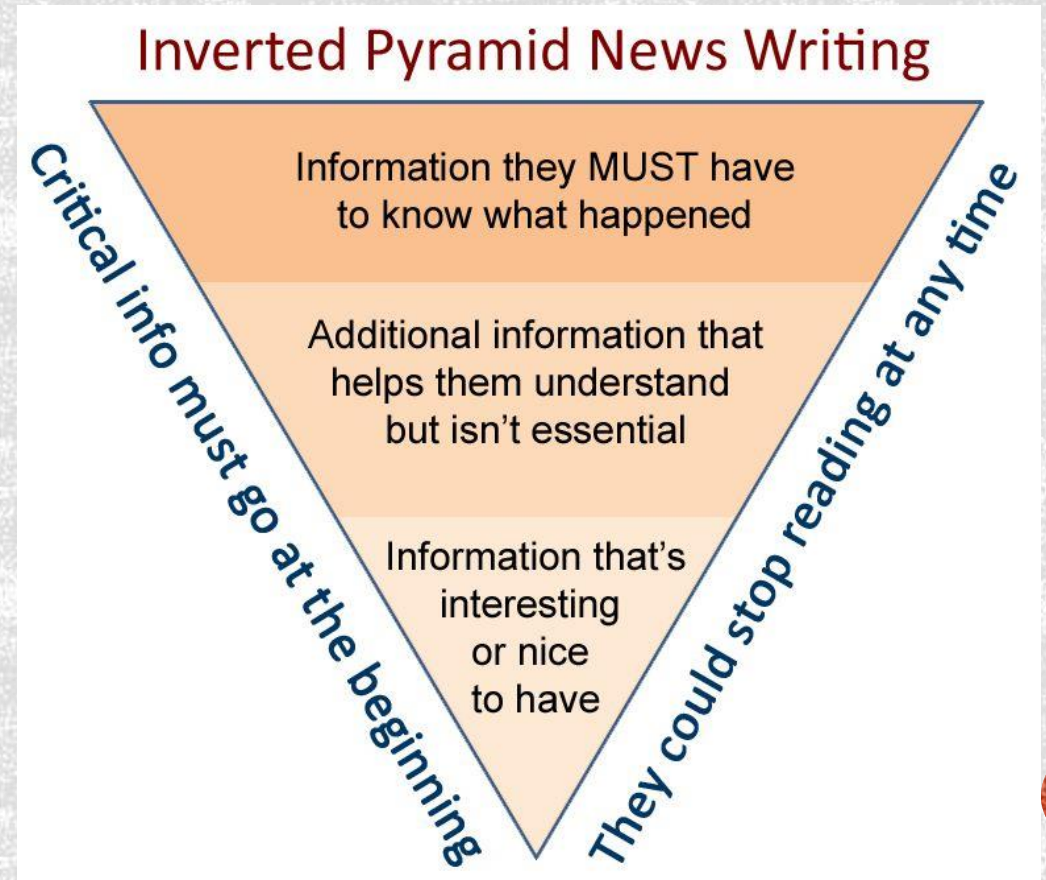 Inverted Pyramid News Writing
Critical info must go at the beginning
Information they MUST have
to know what happened
Additional information that
helps them understand
but isn't essential
Information that's
interesting
or nice
to have
They could stop reading at any time